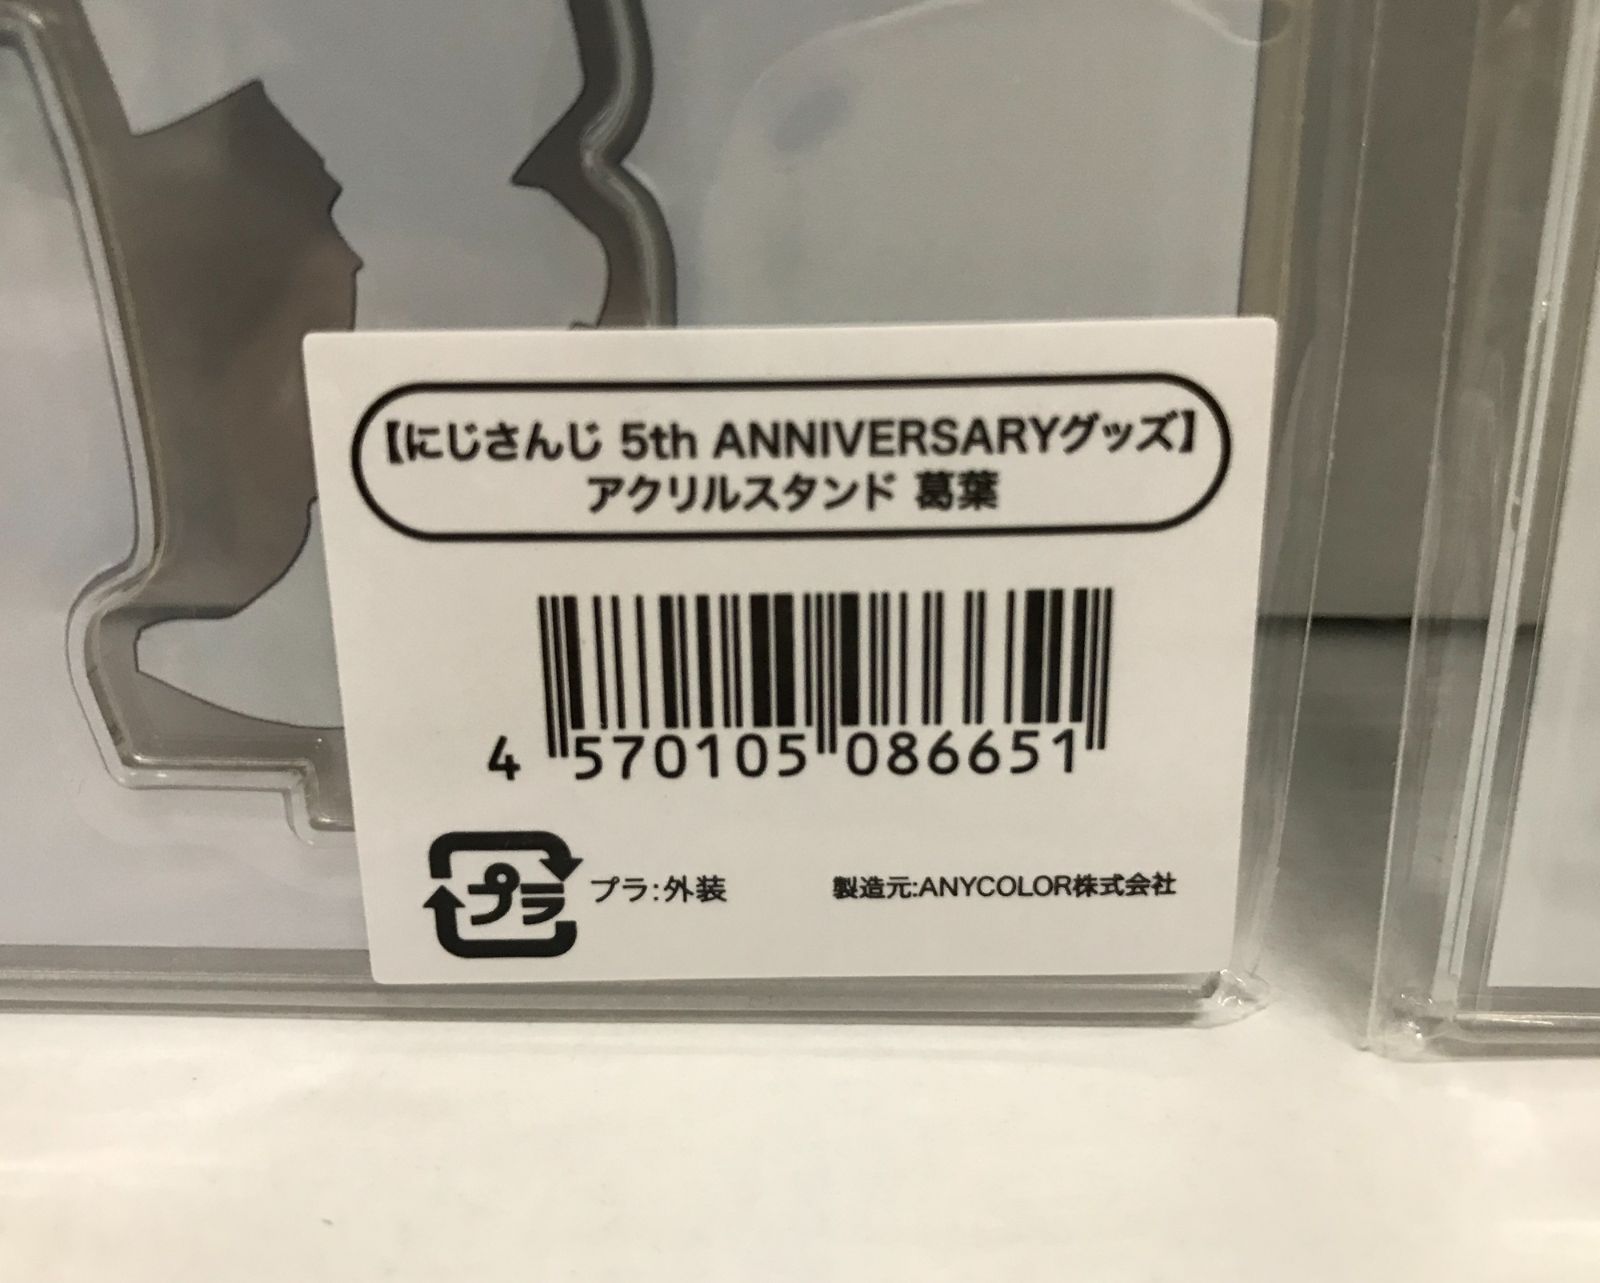 【にじさんじ 5th ANNIVERSARYグッズ】
アクリルスタンド 葛葉
4 570105 086651
プラ
プラ:外装
製造元:ANYCOLOR株式会社